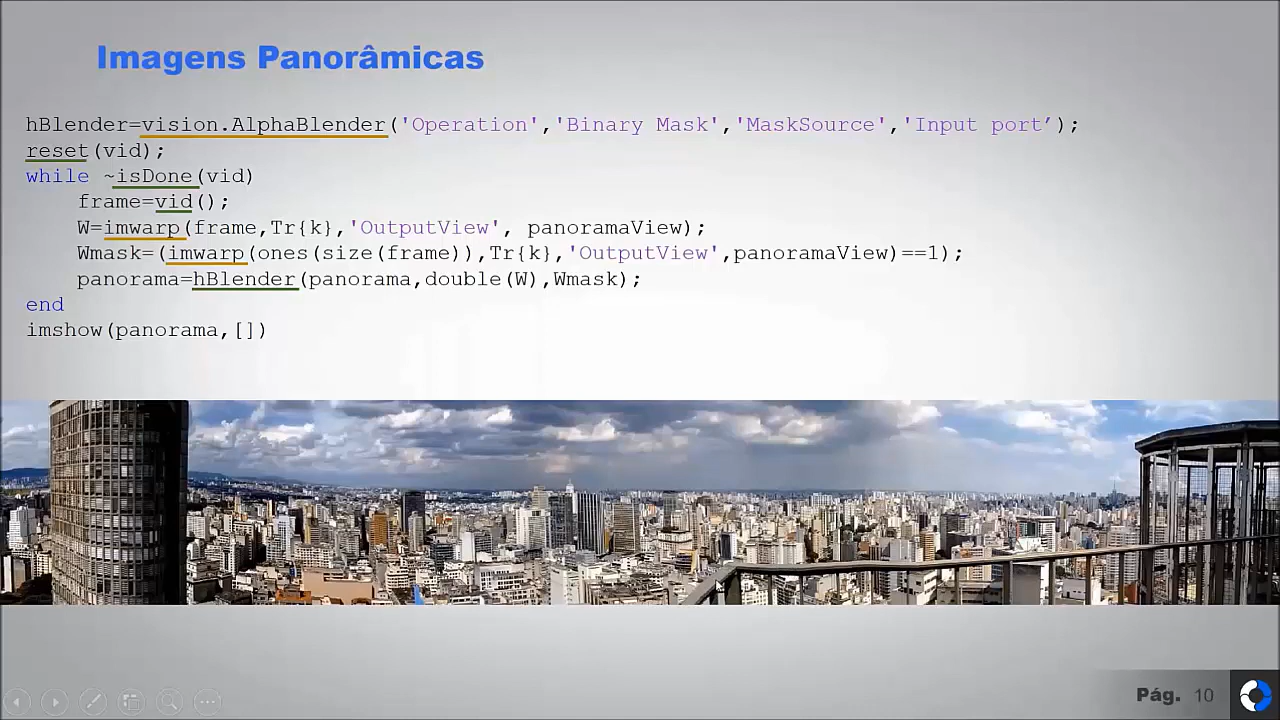 Imagens Panorâmicas
hBlender=vision.AlphaBlender('Operation','Binary Mask','MaskSource','Input port’);
reset(vid);
while ~isDone(vid)
    frame=vid();
    W=imwarp(frame,Tr{k},'OutputView', panoramaView);
    Wmask=(imwarp(ones(size(frame)),Tr{k},'OutputView',panoramaView)==1);
    panorama=hBlender(panorama,double(W),Wmask);
end
imshow(panorama,[])
Pág. 10